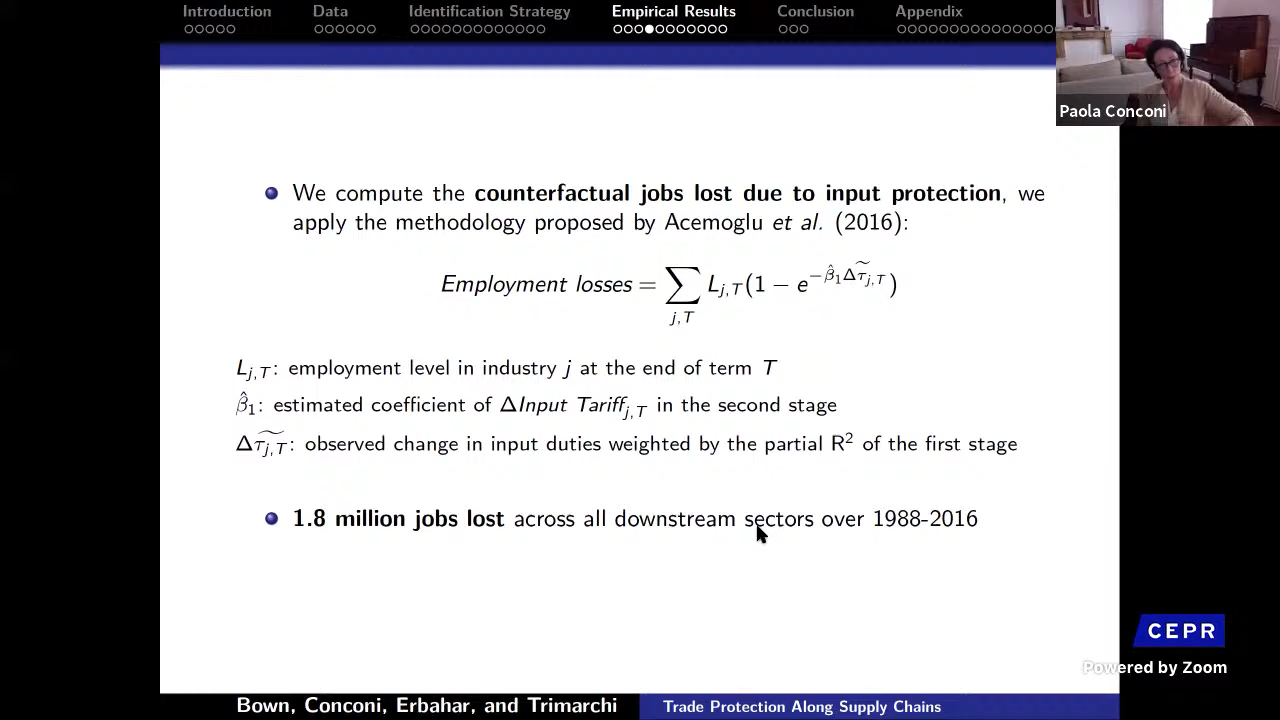 Introduction Data Identification Strategy Empirical Results Conclusion Appendix
Paola Conconi
We compute the counterfactual jobs lost due to input protection, we
apply the methodology proposed by Acemoglu et al. (2016):
Employment losses = ∑_{j,T} L_{j,T}(1 − e^{−β̂₁Δτ̃_{j,T}})
L_{j,T}: employment level in industry j at the end of term T
β̂₁: estimated coefficient of ΔInput Tariff_{j,T} in the second stage
Δτ̃_{j,T}: observed change in input duties weighted by the partial R² of the first stage
1.8 million jobs lost across all downstream sectors over 1988-2016
CEPR
Powered by Zoom
Bown, Conconi, Erbahar, and Trimarchi Trade Protection Along Supply Chains